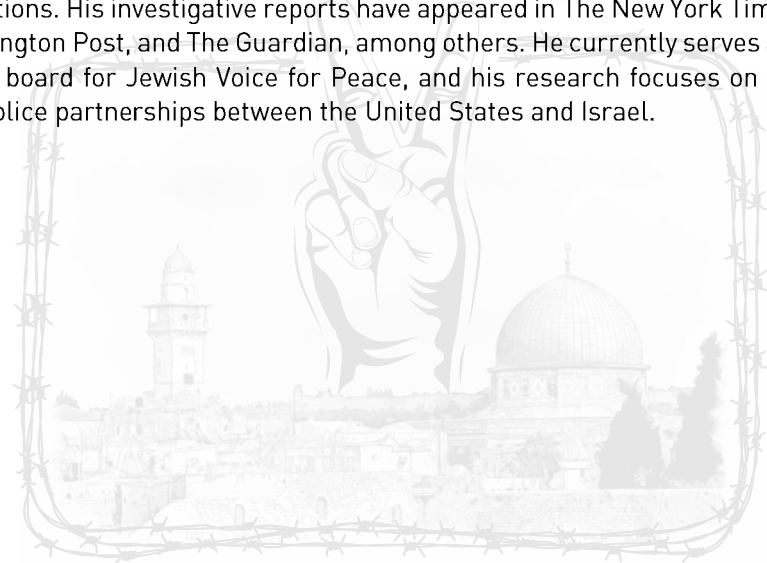 tions. His investigative reports have appeared in The New York Tim
ngton Post, and The Guardian, among others. He currently serves
board for Jewish Voice for Peace, and his research focuses on
olice partnerships between the United States and Israel.